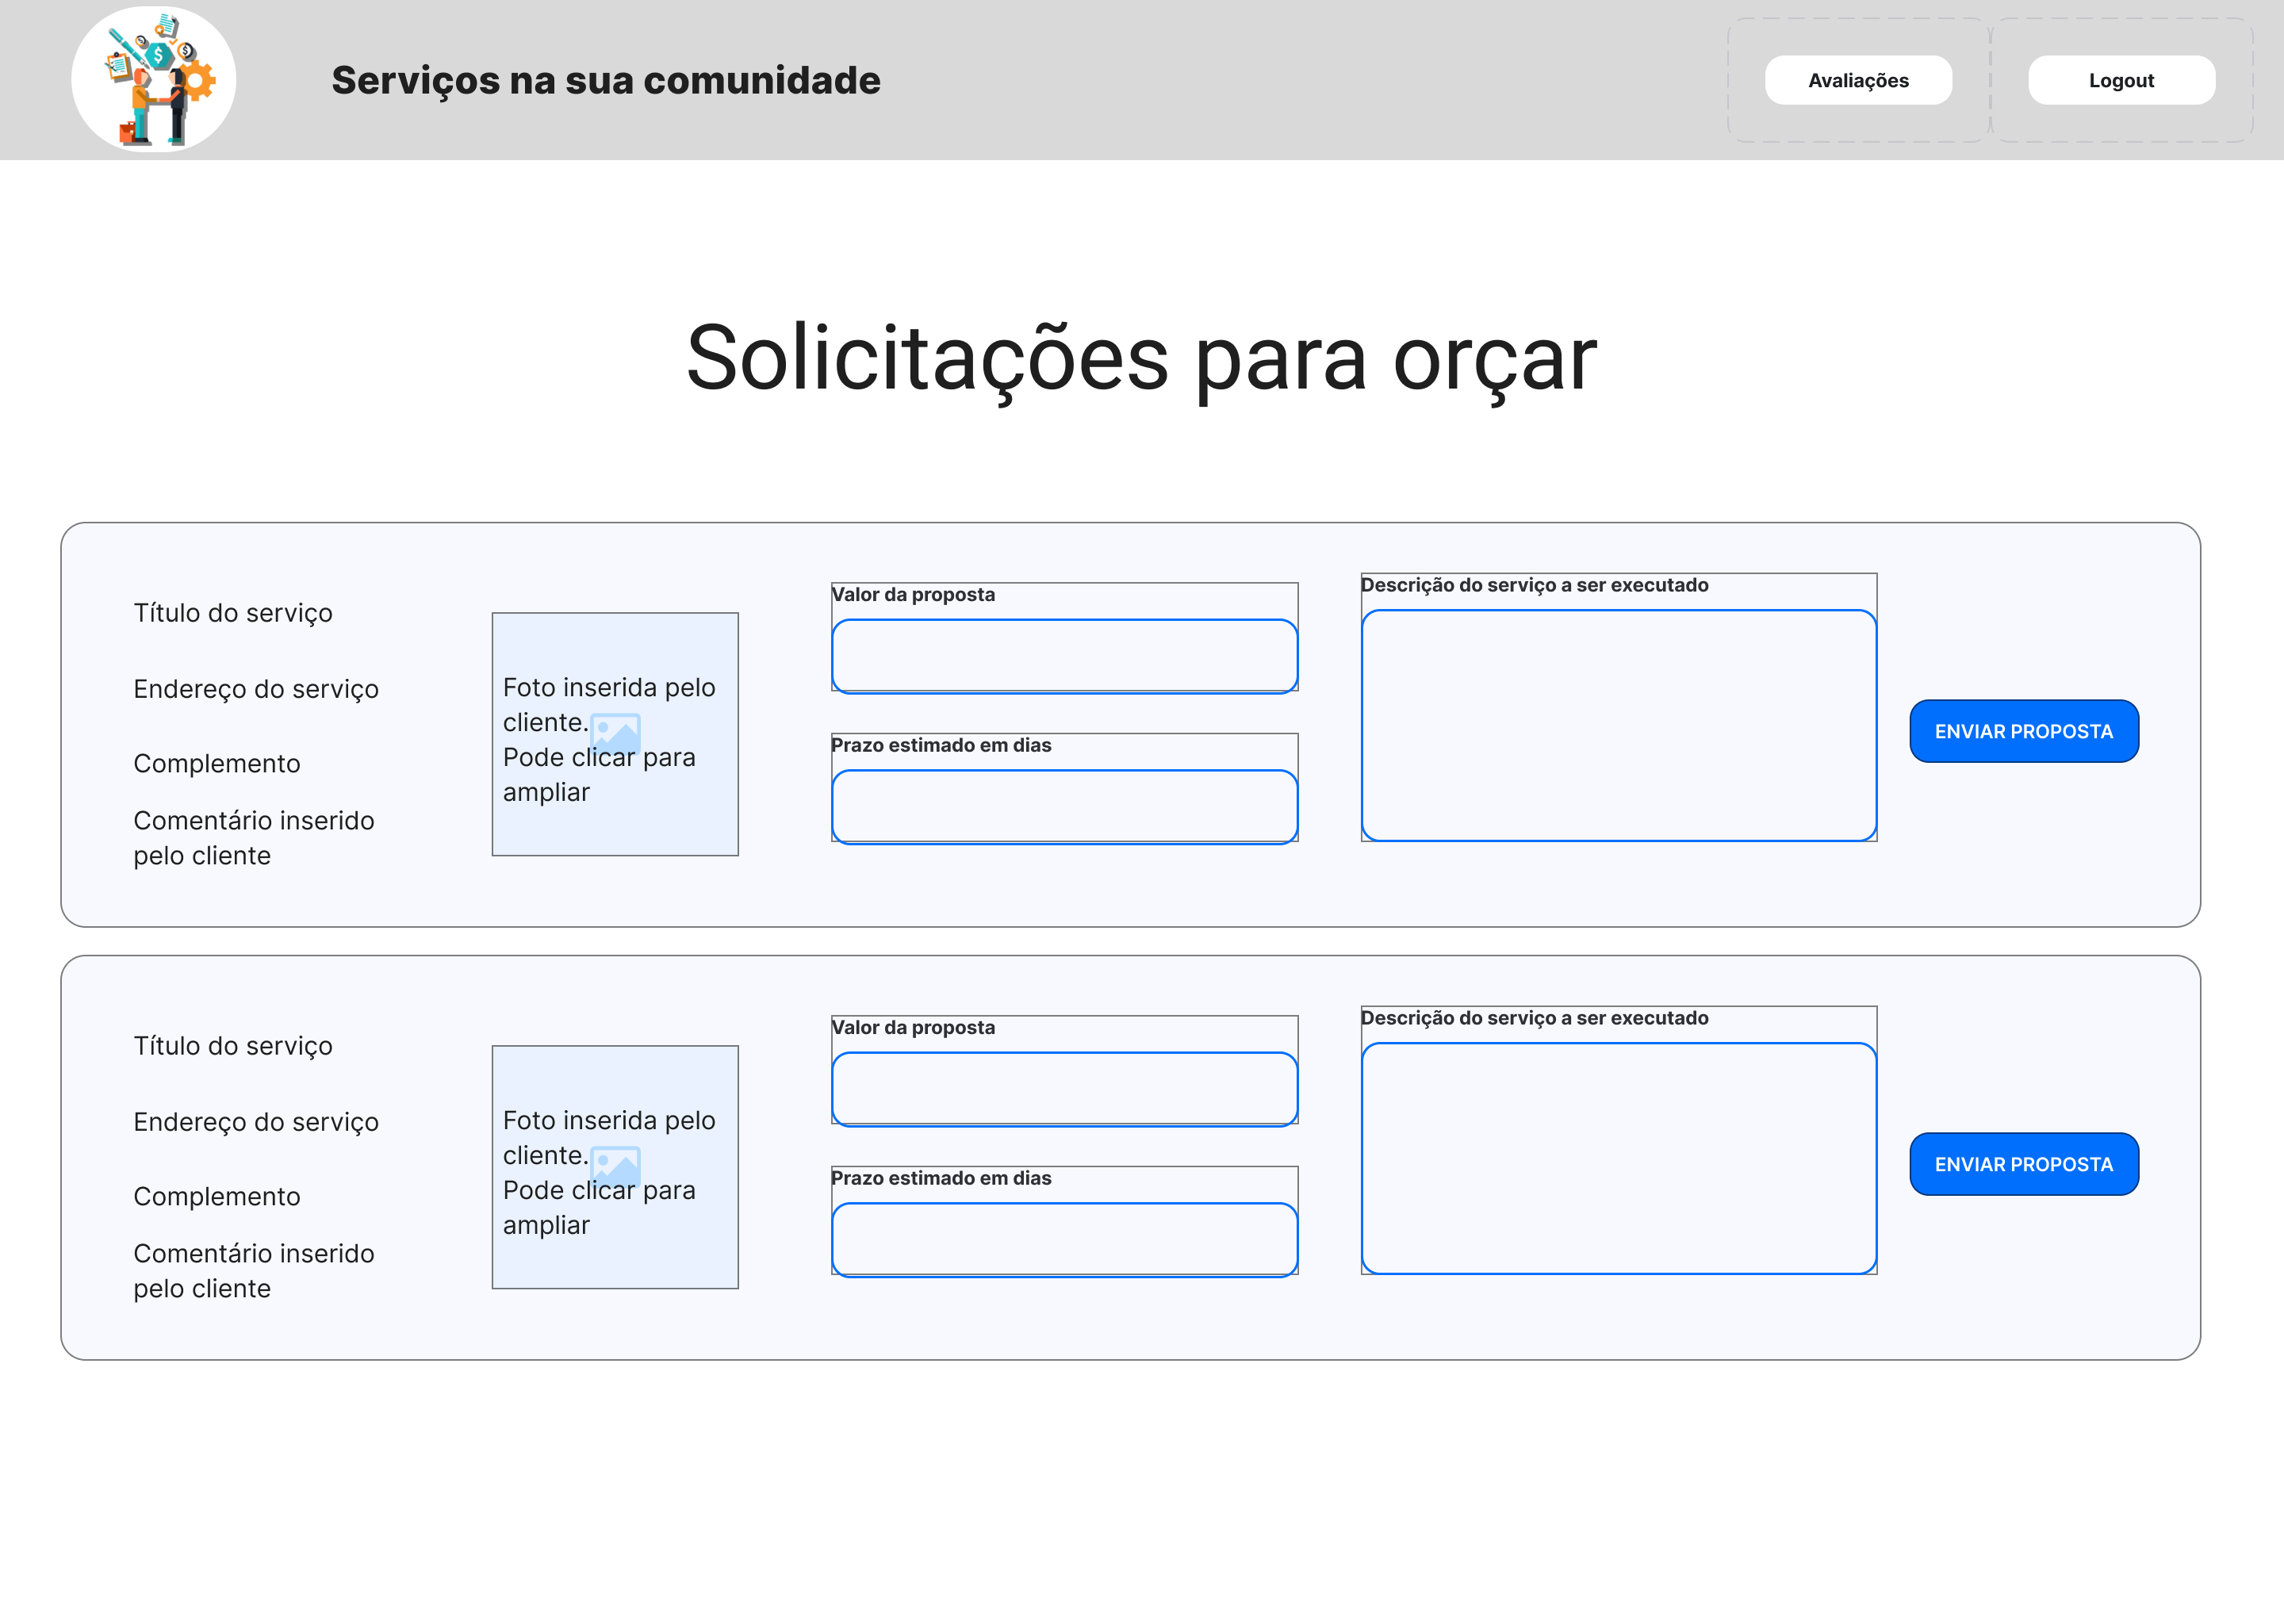 Serviços na sua comunidade
Avaliações
Logout
Solicitações para orçar
Título do serviço
Endereço do serviço
Complemento
Comentário inserido
pelo cliente
Foto inserida pelo
cliente.
Pode clicar para
ampliar
Valor da proposta
Prazo estimado em dias
Descrição do serviço a ser executado
ENVIAR PROPOSTA
Título do serviço
Endereço do serviço
Complemento
Comentário inserido
pelo cliente
Foto inserida pelo
cliente.
Pode clicar para
ampliar
Valor da proposta
Prazo estimado em dias
Descrição do serviço a ser executado
ENVIAR PROPOSTA